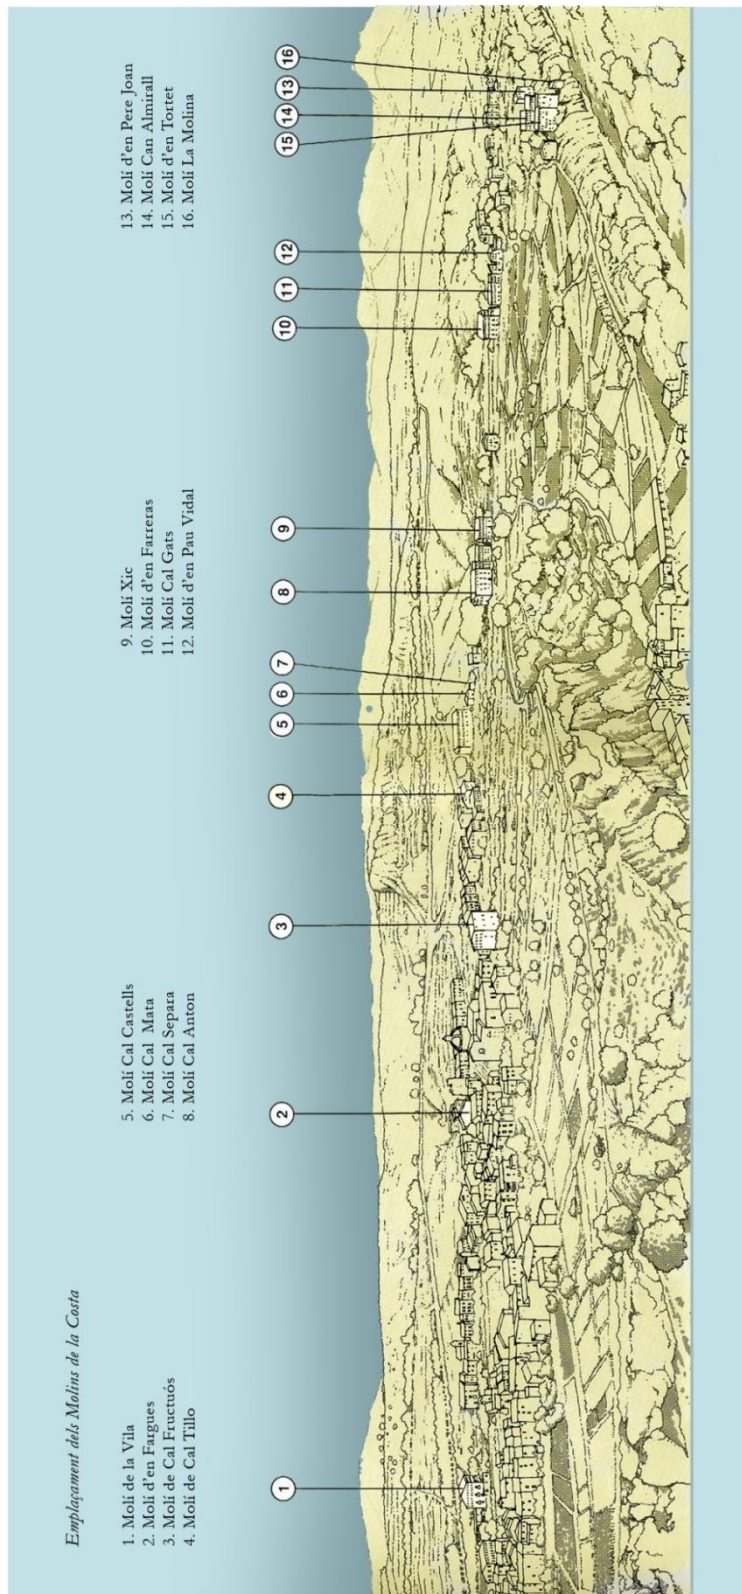 Emplaçament dels Molins de la Costa
1. Molí de la Vila
2. Molí d'en Fargues
3. Molí de Cal Fructuós
4. Molí de Cal Tillo
5. Molí Cal Castells
6. Molí Cal Mata
7. Molí Cal Separa
8. Molí Cal Anton
9. Molí Xic
10. Molí d'en Farreras
11. Molí Cal Gats
12. Molí d'en Pau Vidal
13. Molí d'en Pere Joan
14. Molí Can Almirall
15. Molí d'en Tortet
16. Molí La Molina
1
2
3
4
5
6
7
8
9
10
11
12
15
14
13
16